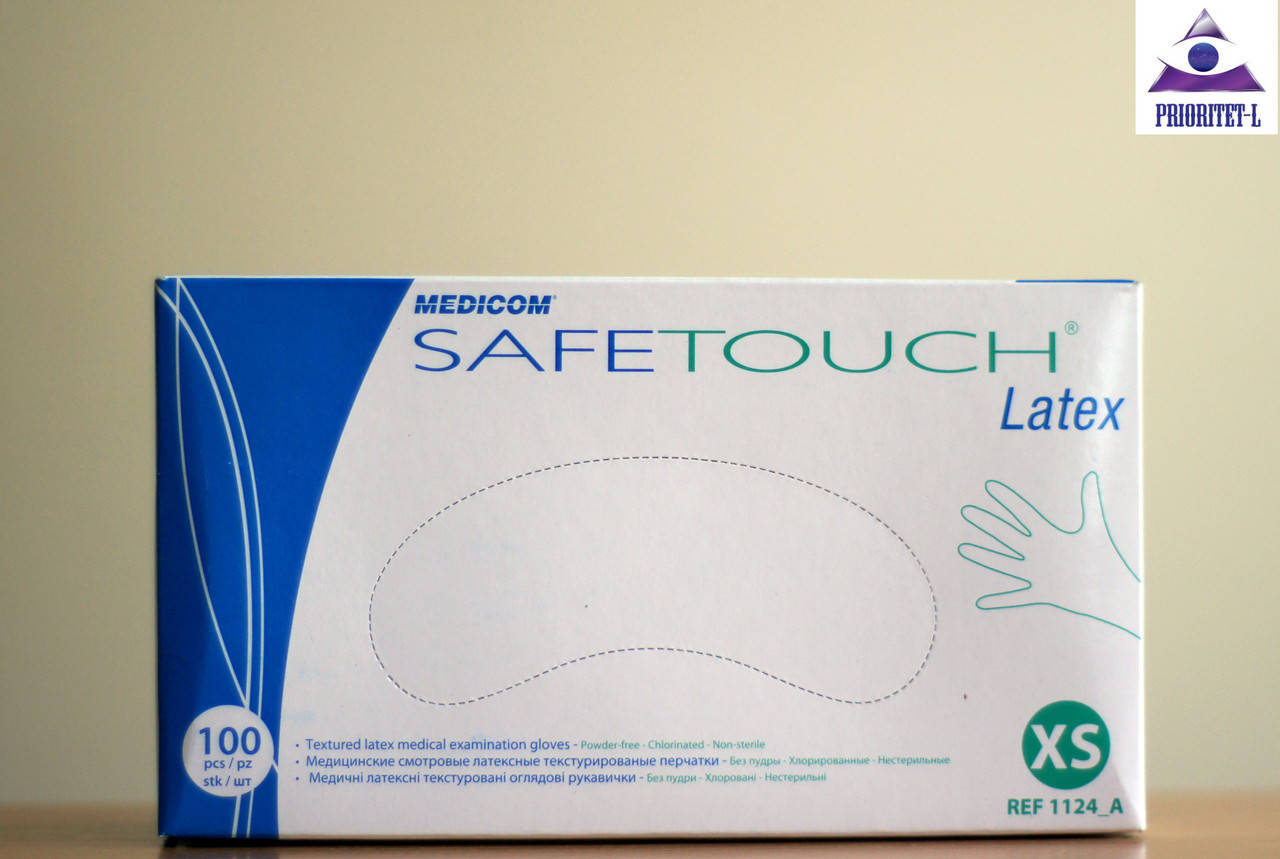 PRIORITET-L
MEDICOM®
SAFETOUCH®
Latex
100
pcs / pz
stk / шт
• Textured latex medical examination gloves - Powder-free - Chlorinated - Non-sterile
• Медицинские смотровые латексные текстурированые перчатки - Без пудры - Хлорированные - Нестерильные
• Медичні латексні текстуровані оглядові рукавички - Без пудри - Хлоровані - Нестерильні
XS
REF 1124_A